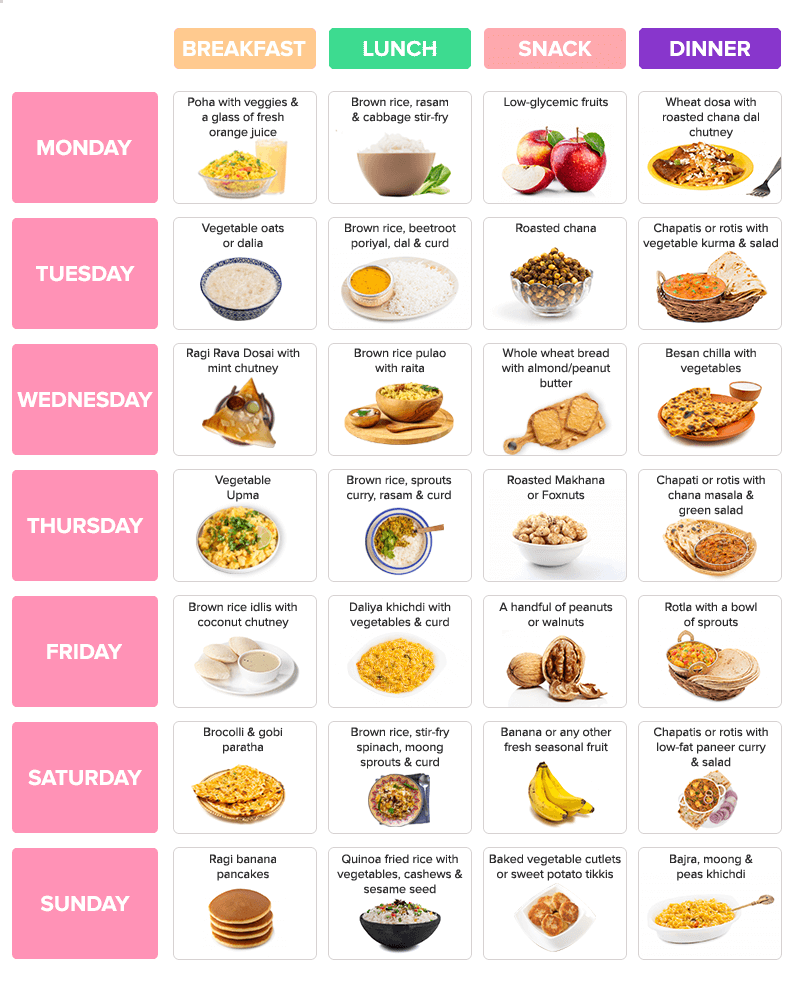 BREAKFAST
LUNCH
SNACK
DINNER
MONDAY
Poha with veggies &
a glass of fresh
orange juice
Brown rice, rasam
& cabbage stir-fry
Low-glycemic fruits
Wheat dosa with
roasted chana dal
chutney
TUESDAY
Vegetable oats
or dalia
Brown rice, beetroot
poriyal, dal & curd
Roasted chana
Chapatis or rotis with
vegetable kurma & salad
WEDNESDAY
Ragi Rava Dosai with
mint chutney
Brown rice pulao
with raita
Whole wheat bread
with almond/peanut
butter
Besan chilla with
vegetables
THURSDAY
Vegetable
Upma
Brown rice, sprouts
curry, rasam & curd
Roasted Makhana
or Foxnuts
Chapati or rotis with
chana masala &
green salad
FRIDAY
Brown rice idlis with
coconut chutney
Daliya khichdi with
vegetables & curd
A handful of peanuts
or walnuts
Rotla with a bowl
of sprouts
SATURDAY
Brocolli & gobi
paratha
Brown rice, stir-fry
spinach, moong
sprouts & curd
Banana or any other
fresh seasonal fruit
Chapatis or rotis with
low-fat paneer curry
& salad
SUNDAY
Ragi banana
pancakes
Quinoa fried rice with
vegetables, cashews &
sesame seed
Baked vegetable cutlets
or sweet potato tikkis
Bajra, moong &
peas khichdi